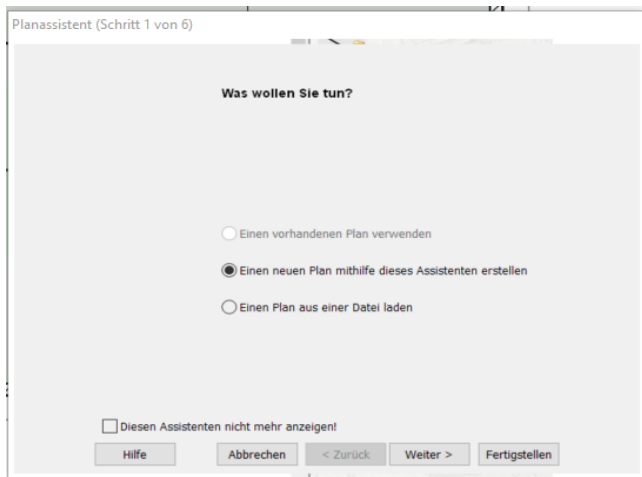 Planassistent (Schritt 1 von 6)
Was wollen Sie tun?
Einen vorhandenen Plan verwenden
Einen neuen Plan mithilfe dieses Assistenten erstellen
Einen Plan aus einer Datei laden
Diesen Assistenten nicht mehr anzeigen!
Hilfe Abbrechen < Zurück Weiter > Fertigstellen